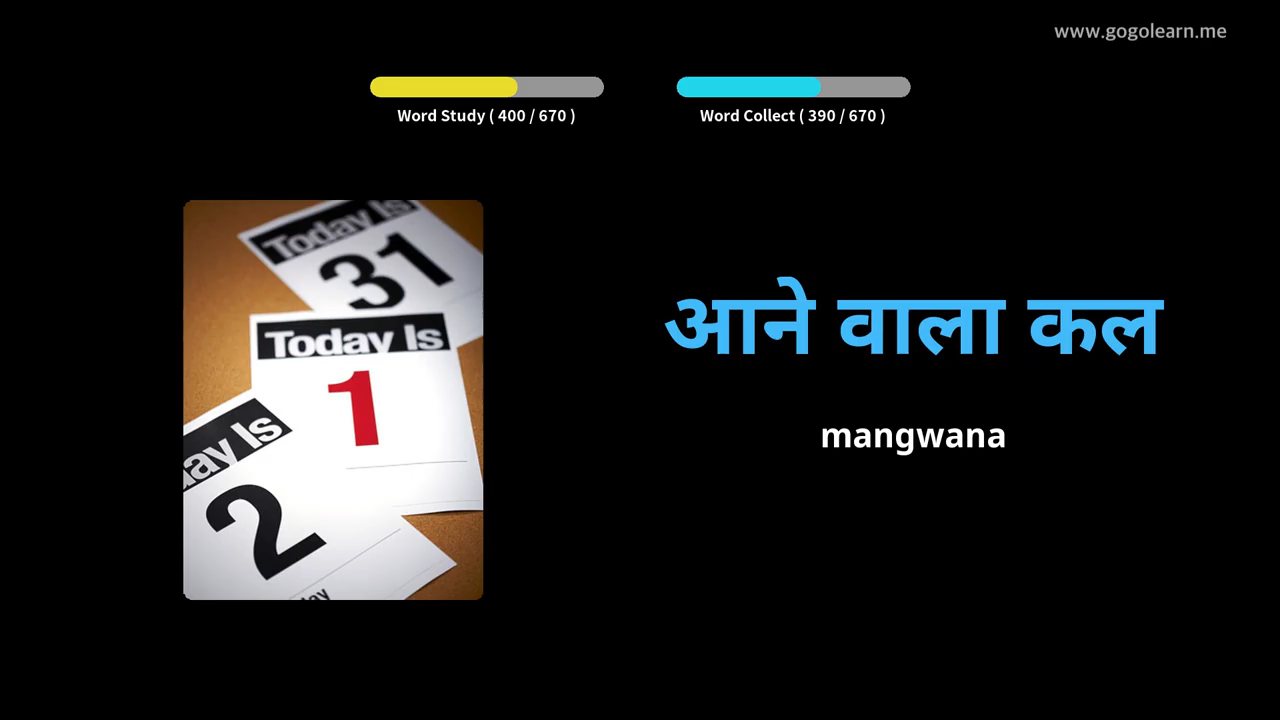 www.gogolearn.me
Word Study ( 400 / 670 )
Word Collect ( 390 / 670 )
Today Is
31
Today Is
1
ay Is
2
आने वाला कल
mangwana